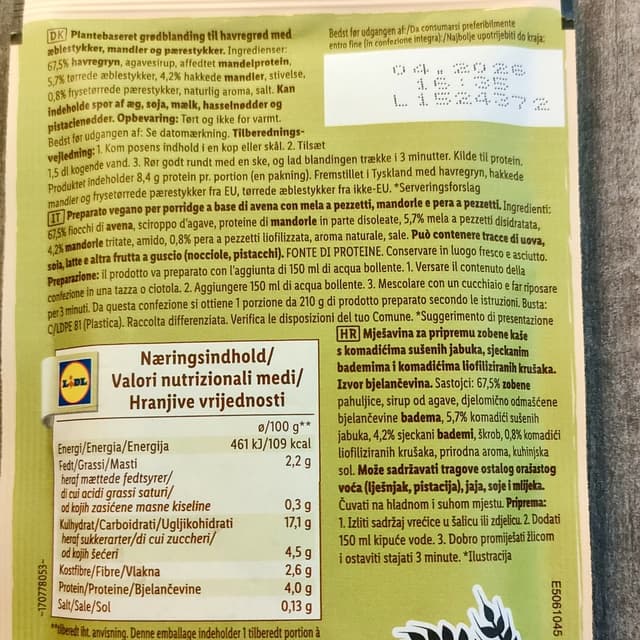 DK Plantebaseret grødblanding til havregrød med
æblestykker, mandler og pærestykker. Ingredienser:
67,5% havregryn, agavesirup, affedtet mandelprotein,
5,7% tørrede æblestykker, 4,2% hakkede mandler, stivelse,
0,8% frysetørrede pærestykker, naturlig aroma, salt. Kan
indeholde spor af æg, soja, mælk, hasselnødder og
pistacienødder. Opbevaring: Tørt og ikke for varmt.
Bedst før udgangen af: Se datomærkning. Tilberednings-
vejledning: 1. Kom posens indhold i en kop eller skål. 2. Tilsæt
1,5 dl kogende vand. 3. Rør godt rundt med en ske, og lad blandingen trække i 3 minutter. Kilde til protein.
Produktet indeholder 8,4 g protein pr. portion (en pakning). Fremstillet i Tyskland med havregryn, hakkede
mandler og frysetørrede pærestykker fra EU, tørrede æblestykker fra ikke-EU. *Serveringsforslag
Bedst før udgangen af:/Da consumarsi preferibilmente
entro fine (in confezione integra):/Najbolje upotrijebiti do kraja:
04.2026
16:35
L 1524372
IT Preparato vegano per porridge a base di avena con mela a pezzetti, mandorle e pera a pezzetti. Ingredienti:
67,5% fiocchi di avena, sciroppo d'agave, proteine di mandorle in parte disoleate, 5,7% mela a pezzetti disidratata,
4,2% mandorle tritate, amido, 0,8% pera a pezzetti liofilizzata, aroma naturale, sale. Può contenere tracce di uova,
soia, latte e altra frutta a guscio (nocciole, pistacchi). FONTE DI PROTEINE. Conservare in luogo fresco e asciutto.
Preparazione: il prodotto va preparato con l'aggiunta di 150 ml di acqua bollente. 1. Versare il contenuto della
confezione in una tazza o ciotola. 2. Aggiungere 150 ml di acqua bollente. 3. Mescolare con un cucchiaio e far riposare
per 3 minuti. Da questa confezione si ottiene 1 porzione da 210 g di prodotto preparato secondo le istruzioni. Busta:
C/LDPE 81 (Plastica). Raccolta differenziata. Verifica le disposizioni del tuo Comune. *Suggerimento di presentazione
LIDL
Næringsindhold/
Valori nutrizionali medi/
Hranjive vrijednosti
ø/100 g**
Energi/Energia/Energija 461 kJ/109 kcal
Fedt/Grassi/Masti 2,2 g
heraf mættede fedtsyrer/
di cui acidi grassi saturi/
od kojih zasićene masne kiseline 0,3 g
Kulhydrat/Carboidrati/Ugljikohidrati 17,1 g
heraf sukkerarter/di cui zuccheri/
od kojih šećeri 4,5 g
Kostfibre/Fibre/Vlakna 2,6 g
Protein/Proteine/Bjelančevine 4,0 g
Salt/Sale/Sol 0,13 g
**tilberedt iht. anvisning. Denne emballage indeholder 1 tilberedt portion à
HR Mješavina za pripremu zobene kaše
s komadićima sušenih jabuka, sjeckanim
bademima i komadićima liofiliziranih krušaka.
Izvor bjelančevina. Sastojci: 67,5% zobene
pahuljice, sirup od agave, djelomično odmašćene
bjelančevine badema, 5,7% komadići sušenih
jabuka, 4,2% sjeckani bademi, škrob, 0,8% komadići
liofiliziranih krušaka, prirodna aroma, kuhinjska
sol. Može sadržavati tragove ostalog orašastog
voća (lješnjak, pistacija), jaja, soje i mlijeka.
Čuvati na hladnom i suhom mjestu. Priprema:
1. Izliti sadržaj vrećice u šalicu ili zdjelicu. 2. Dodati
150 ml kipuće vode. 3. Dobro promiješati žlicom
i ostaviti stajati 3 minute. *Ilustracija
-170778053-
E5061045